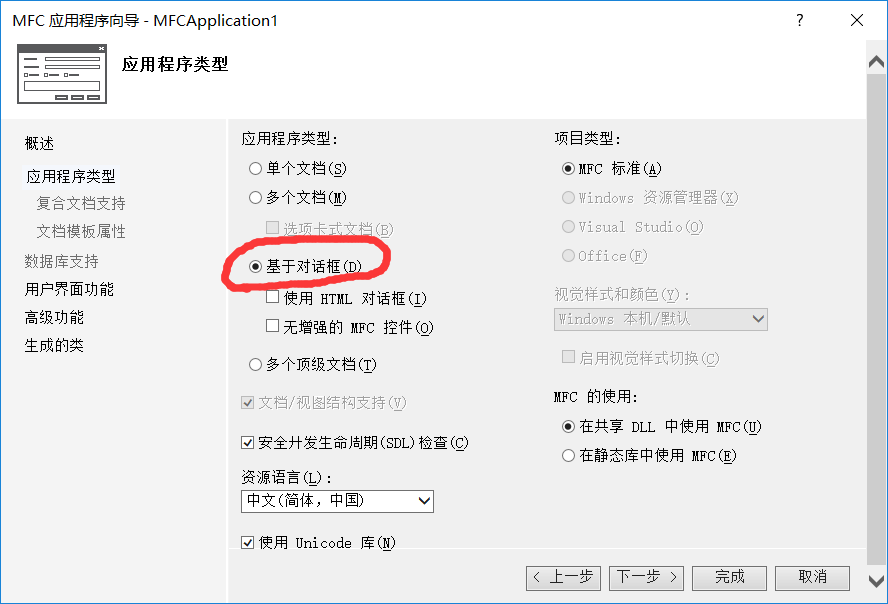 MFC 应用程序向导 - MFCApplication1
?
应用程序类型
概述
应用程序类型
复合文档支持
文档模板属性
数据库支持
用户界面功能
高级功能
生成的类
应用程序类型:
单个文档(S)
多个文档(M)
选项卡式文档(B)
基于对话框(D)
使用 HTML 对话框(I)
无增强的 MFC 控件(O)
多个顶级文档(T)
文档/视图结构支持(V)
安全开发生命周期(SDL)检查(C)
资源语言(L):
中文(简体，中国)
使用 Unicode 库(N)
项目类型:
MFC 标准(A)
Windows 资源管理器(X)
Visual Studio(O)
Office(F)
视觉样式和颜色(Y):
Windows 本机/默认
启用视觉样式切换(C)
MFC 的使用:
在共享 DLL 中使用 MFC(U)
在静态库中使用 MFC(E)
< 上一步
下一步 >
完成
取消